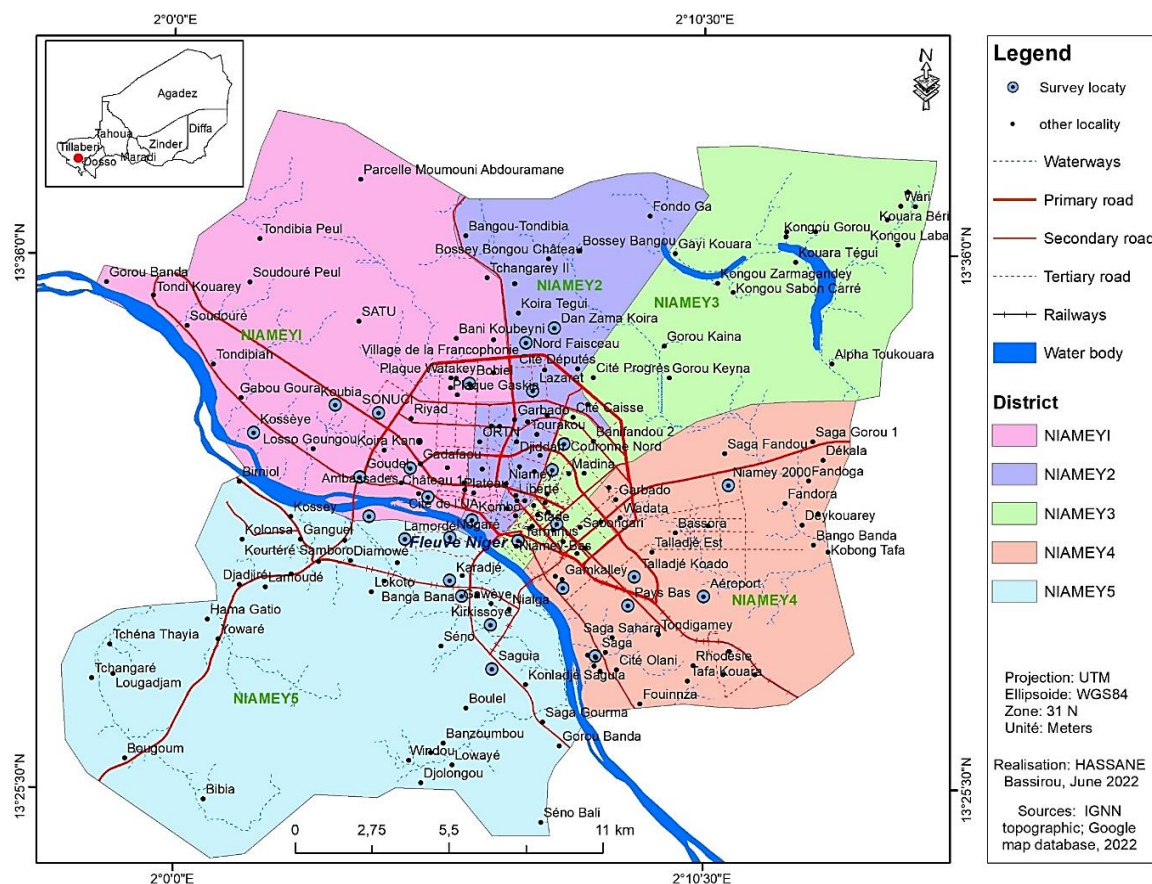 2°0'0"E
2°10'30"E
N
Agadez
Tahoua
Diffa
Zinder
Tillaberi
Maradi
Dosso
Parcelle Moumouni Abdouramane
Wari
Fondo Ga
Kouara Béri
Bangou-Tondibia
Kongou Gorou
Tondibia Peul
Bossey Bangou
Kongou Laba
Bossey Bongou Château
Gayi Kouara
Kouara Tégui
13°36'0"N
13°36'0"N
Gorou Banda
Soudouré Peul
Tchangarey II
Kongou Zarmagandey
NIAMEY2
Tondi Kouarey
Kongou Sabon Carré
NIAMEY3
Koira Tegui
Soudouré
SATU
Dan Zama Koira
NIAMEYI
Bani Koubeyni
Nord Faisceau
Gorou Kaina
Village de la Francophonie
Tondibiah
Cité Députés
Alpha Toukouara
Plaque Watakey
Bobiel
Lazaret
Cité Progrès
Gorou Keyna
Gabou Goura
Koubia
Plaque Gaskia
SONUCI
Riyad
Garbado
Cité Caisse
Kossèye
Tourakou
Losso Goungou
Koira Kano
ORTN
Banifandou 2
Saga Gorou 1
Djiddah
Couronne Nord
Saga Fandou
Dékala
Goudel
Gadafaou
Madina
Birniol
Ambassades
Château 1
Plateau
Niamey
Niamey 2000
Fandoga
Liberté
Garbado
Fandora
Kossey
Cité de l'UA
Kombo
Wadata
Kolonsa
Ganguel
Lamordé
Nogaré
Stade
Sabondari
Bassora
Deykouarey
Terminus
Fleuve Niger
Niamey-Bas
Talladjé Est
Bango Banda
Kourtéré Samboro
Diamowé
Kobong Tafa
Djadjiré
Lamoudé
Karadjé
Gamkalley
Talladjé Koado
Lokoto
Aéroport
Banga Bana
Gawèye
Nialga
Pays Bas
NIAMEY4
Hama Gatio
Kirkissoye
Tchéna Thayia
Yowaré
Séno
Saga Sahara
Tondigamey
Saga
Saguia
Rhodésie
Tchangaré
Cité Olani
Tafa Kouara
Lougadjam
Konladjé Saguia
NIAMEY5
Fouinnza
Boulel
Saga Gourma
Banzoumbou
Gorou Banda
Bougoum
Windou
Lowayé
Djolongou
13°25'30"N
13°25'30"N
Bibia
Séno Bali
0
2,75
5,5
11 km
2°0'0"E
2°10'30"E
Legend
Survey locaty
other locality
Waterways
Primary road
Secondary road
Tertiary road
Railways
Water body
District
NIAMEYI
NIAMEY2
NIAMEY3
NIAMEY4
NIAMEY5
Projection: UTM
Ellipsoide: WGS84
Zone: 31 N
Unité: Meters
Realisation: HASSANE
Bassirou, June 2022
Sources: IGNN
topographic; Google
map database, 2022